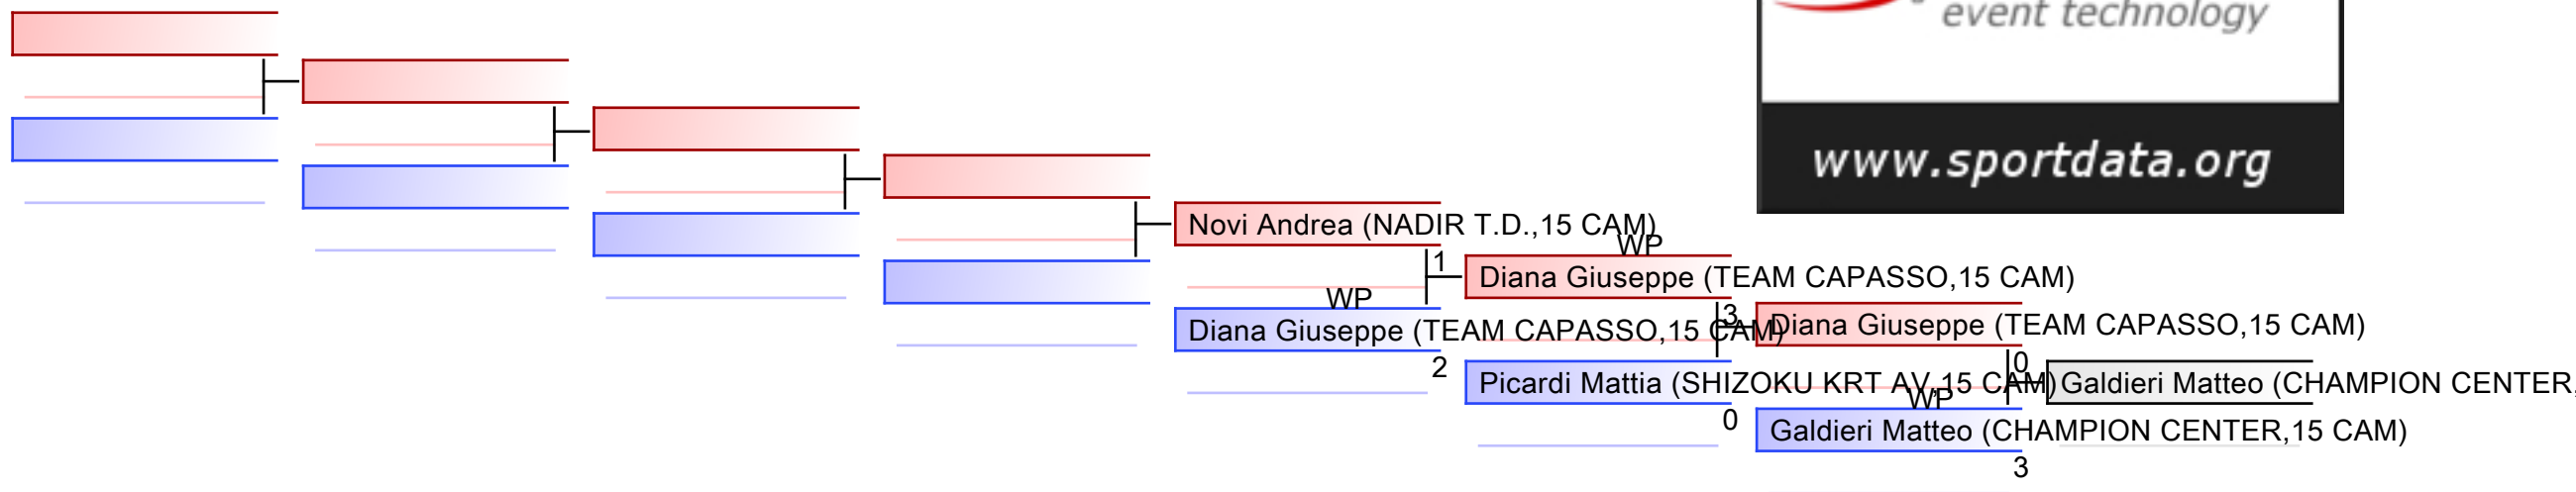 event technology
www.sportdata.org
Novi Andrea (NADIR T.D.,15 CAM)
WP
1
Diana Giuseppe (TEAM CAPASSO,15 CAM)
WP
Diana Giuseppe (TEAM CAPASSO,15 CAM)
3
Diana Giuseppe (TEAM CAPASSO,15 CAM)
2
0
Picardi Mattia (SHIZOKU KRT AV,15 CAM)
Galdieri Matteo (CHAMPION CENTER,
WP
0
Galdieri Matteo (CHAMPION CENTER,15 CAM)
3